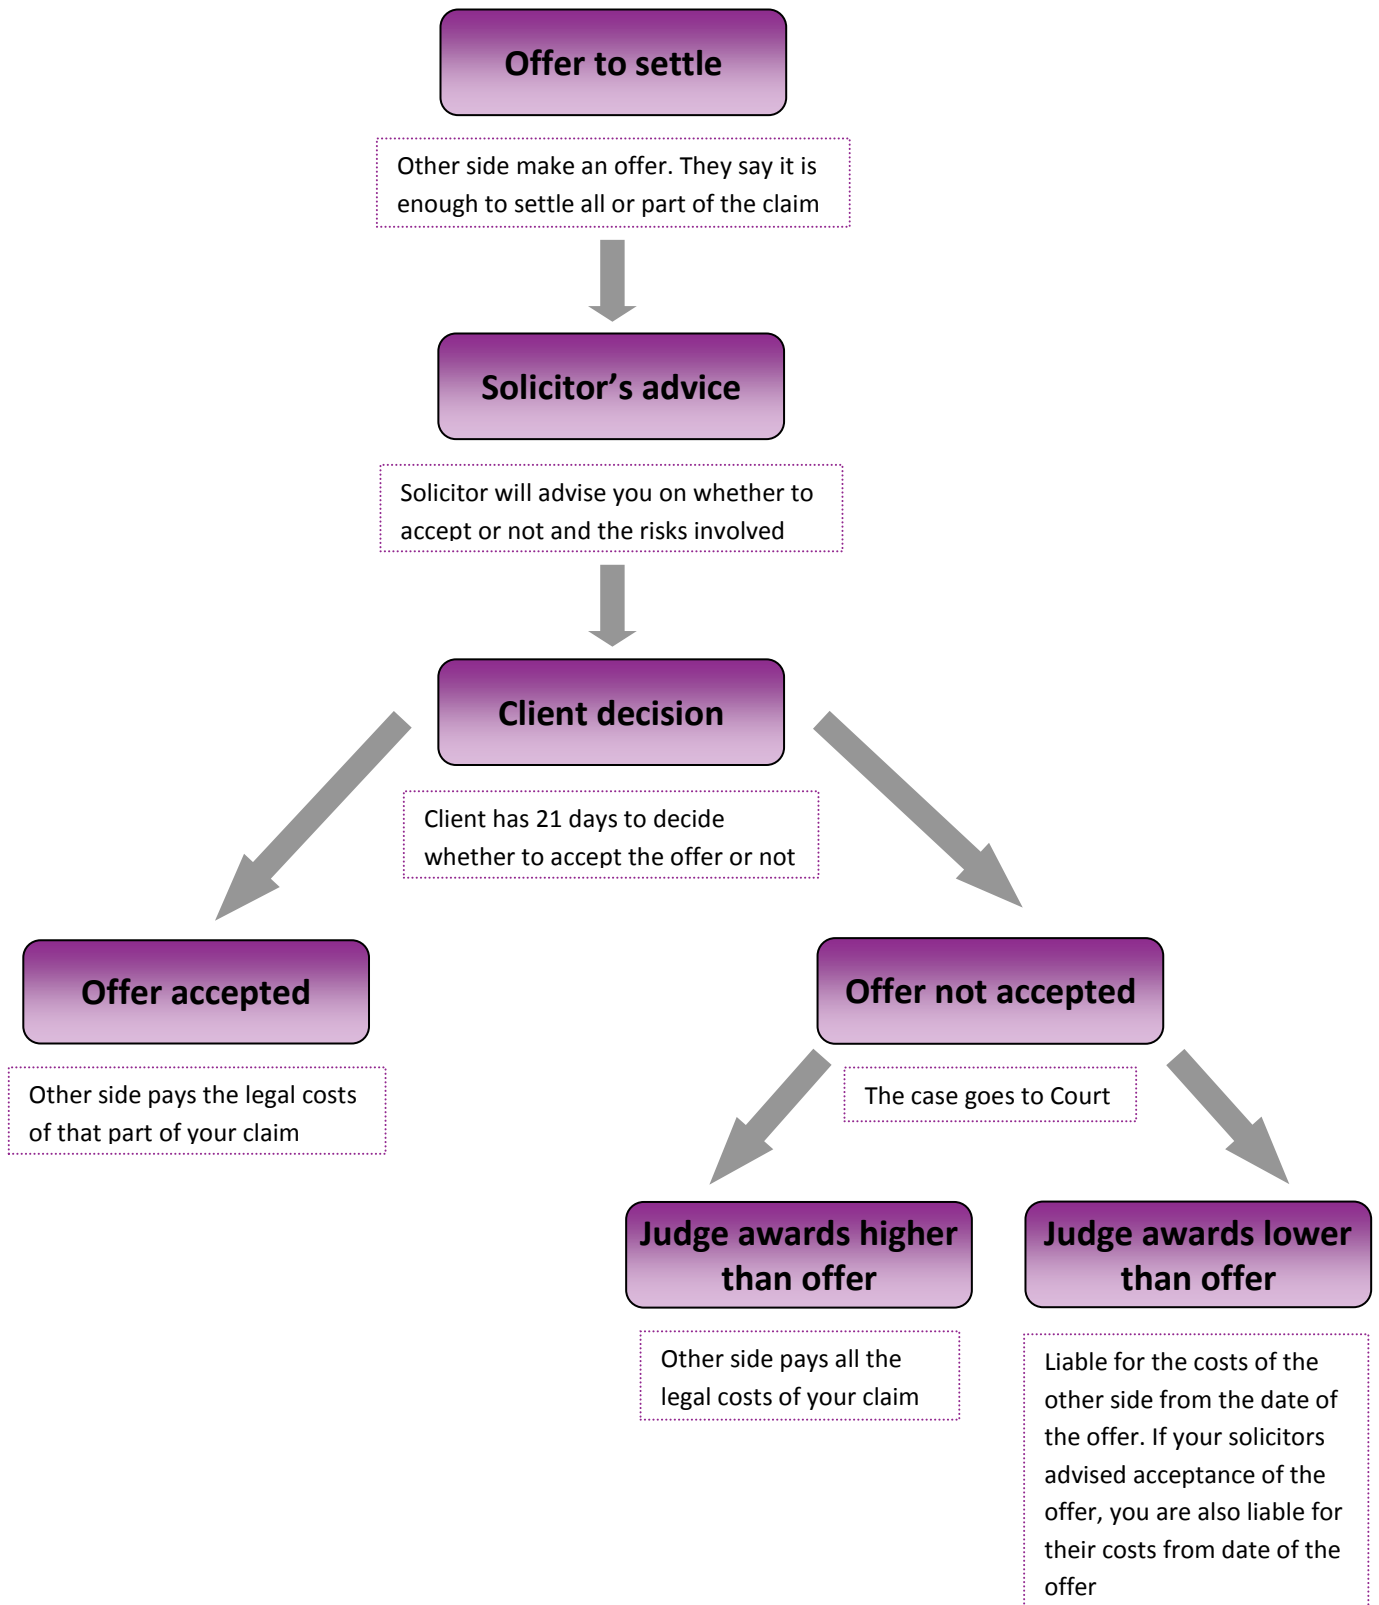 Offer to settle
Other side make an offer. They say it is
enough to settle all or part of the claim
Solicitor’s advice
Solicitor will advise you on whether to
accept or not and the risks involved
Client decision
Client has 21 days to decide
whether to accept the offer or not
Offer accepted
Other side pays the legal costs
of that part of your claim
Offer not accepted
The case goes to Court
Judge awards higher
than offer
Other side pays all the
legal costs of your claim
Judge awards lower
than offer
Liable for the costs of the
other side from the date of
the offer. If your solicitors
advised acceptance of the
offer, you are also liable for
their costs from date of the
offer